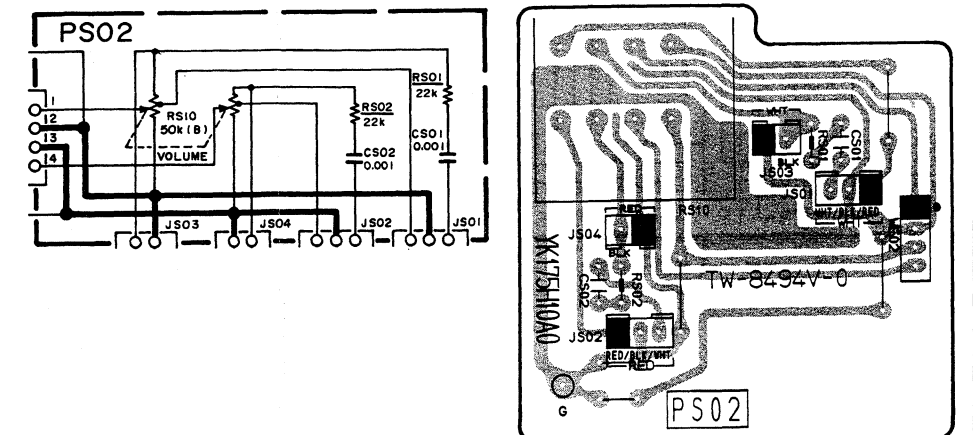 PS02
RS01
22k
RS10
50k (B)
VOLUME
RS02
22k
CS01
0.001
CS02
0.001
1
12
13
14
JS03
JS04
JS02
JS01
WHT
RS01
CS01
BLK
JS03
JS01
WHT/BLK/RED
RS10
RED
JS04
BLK
CS02
RS02
TW-8494V-0
YK175H10A0
JS02
RED/BLK/WHT
RED
G
PS02